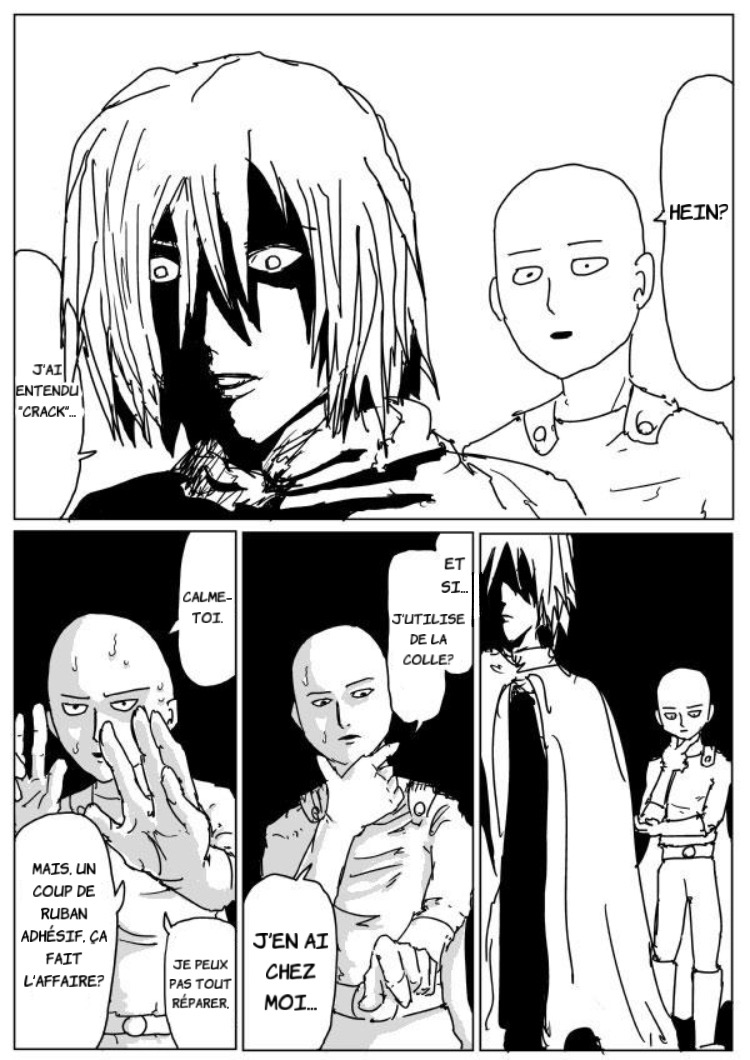 HEIN?
J'AI
ENTENDU
"CRACK"...
ET
SI...
J'UTILISE
DE LA
COLLE?
J'EN AI
CHEZ
MOI...
CALME-
TOI.
JE PEUX
PAS TOUT
RÉPARER.
MAIS, UN
COUP DE
RUBAN
ADHÉSIF, ÇA
FAIT
L'AFFAIRE?